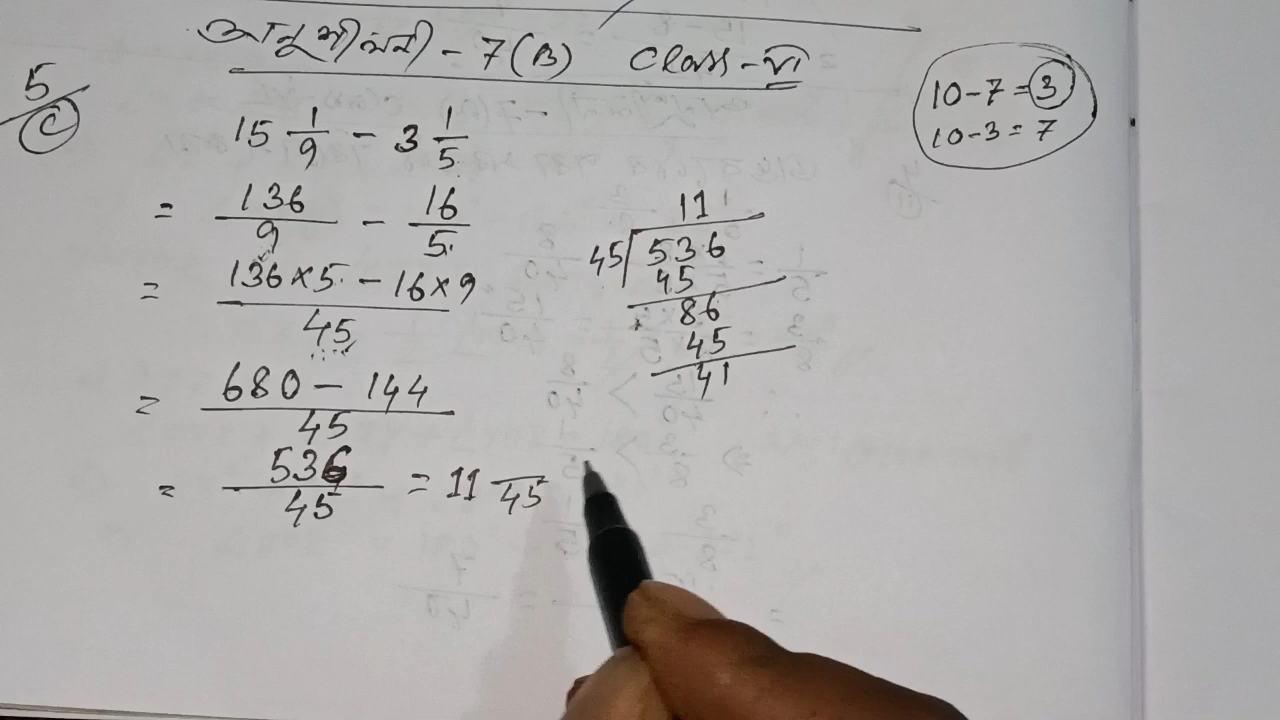 অনুশীলনী - 7(B) Class - VI
5/(C)
15 1/9 - 3 1/5
= 136/9 - 16/5
= (136×5 - 16×9)/45
= (680 - 144)/45
= 536/45 = 11 /45
11
45 536
45
86
45
41
10-7=3
10-3=7